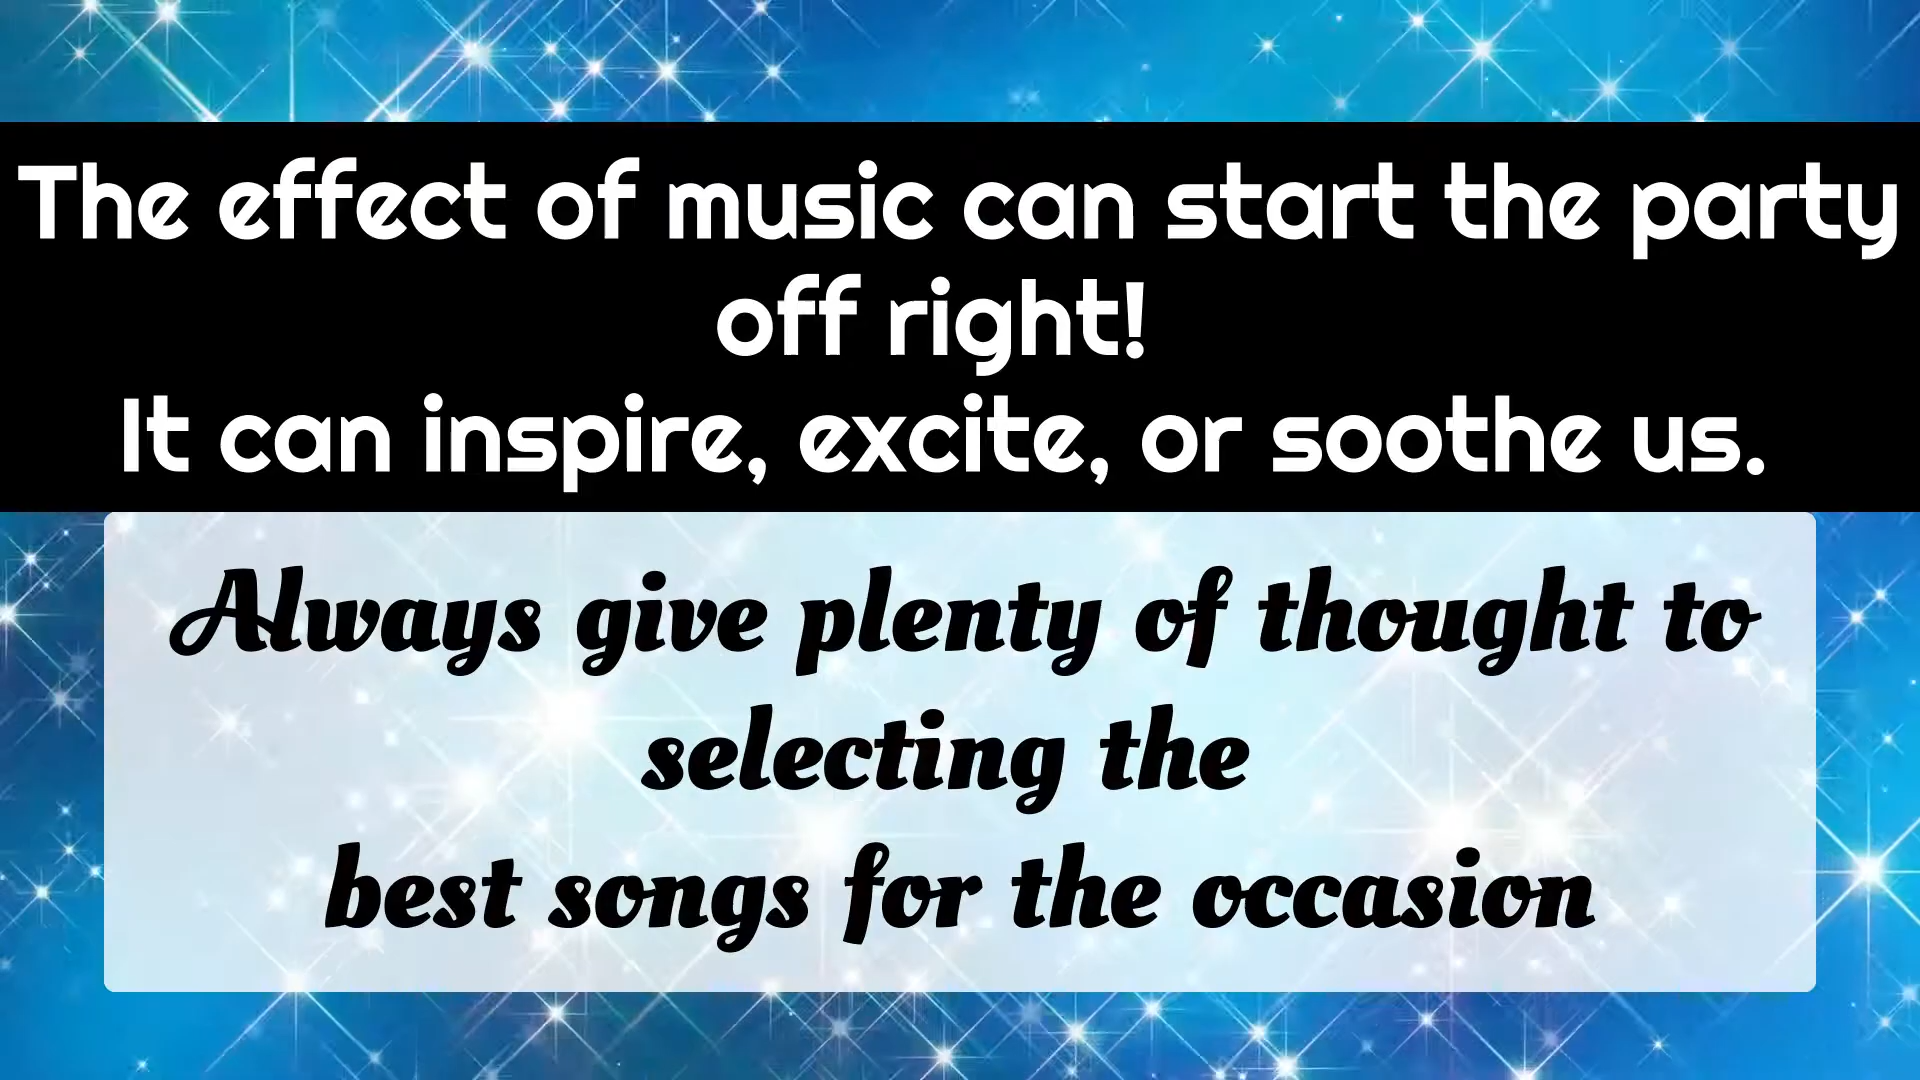 The effect of music can start the party
off right!
It can inspire, excite, or soothe us.
Always give plenty of thought to
selecting the
best songs for the occasion